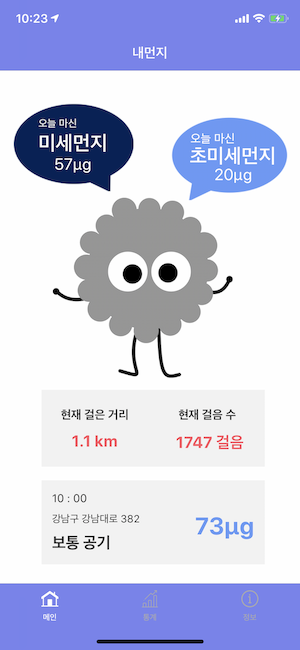 10:23
내먼지
오늘 마신
미세먼지
57μg
오늘 마신
초미세먼지
20μg
현재 걸은 거리
현재 걸음 수
1.1 km
1747 걸음
10 : 00
강남구 강남대로 382
보통 공기
73μg
메인
통계
정보